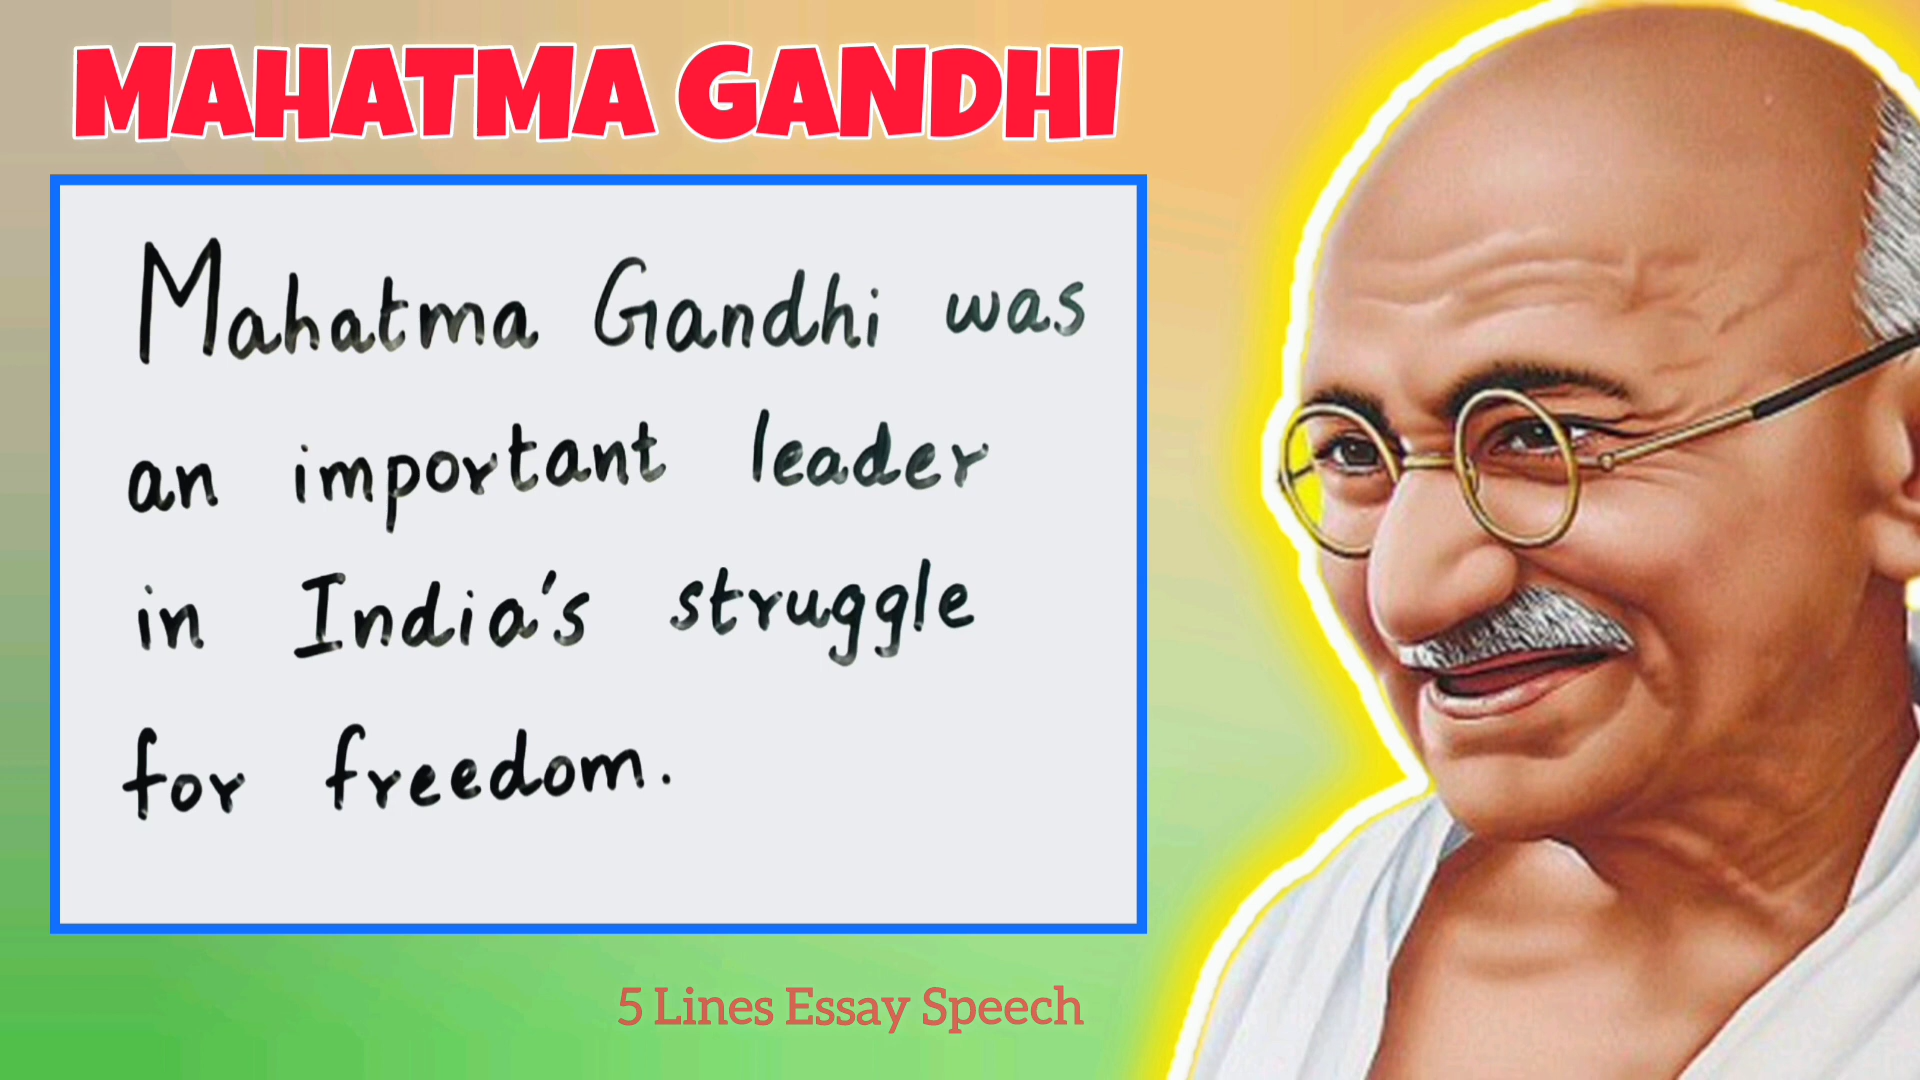 MAHATMA GANDHI
Mahatma Gandhi was
an important leader
in India's struggle
for freedom.
5 Lines Essay Speech